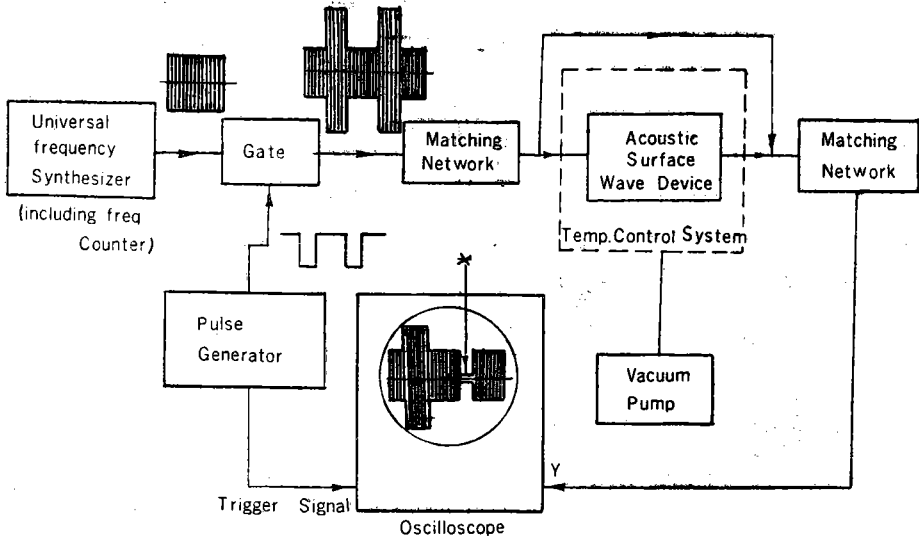 Universal
frequency
Synthesizer
(including freq
Counter)
Gate
Matching
Network
Acoustic
Surface
Wave Device
Temp.Control System
Matching
Network
Pulse
Generator
Vacuum
Pump
Y
Trigger Signal
Oscilloscope